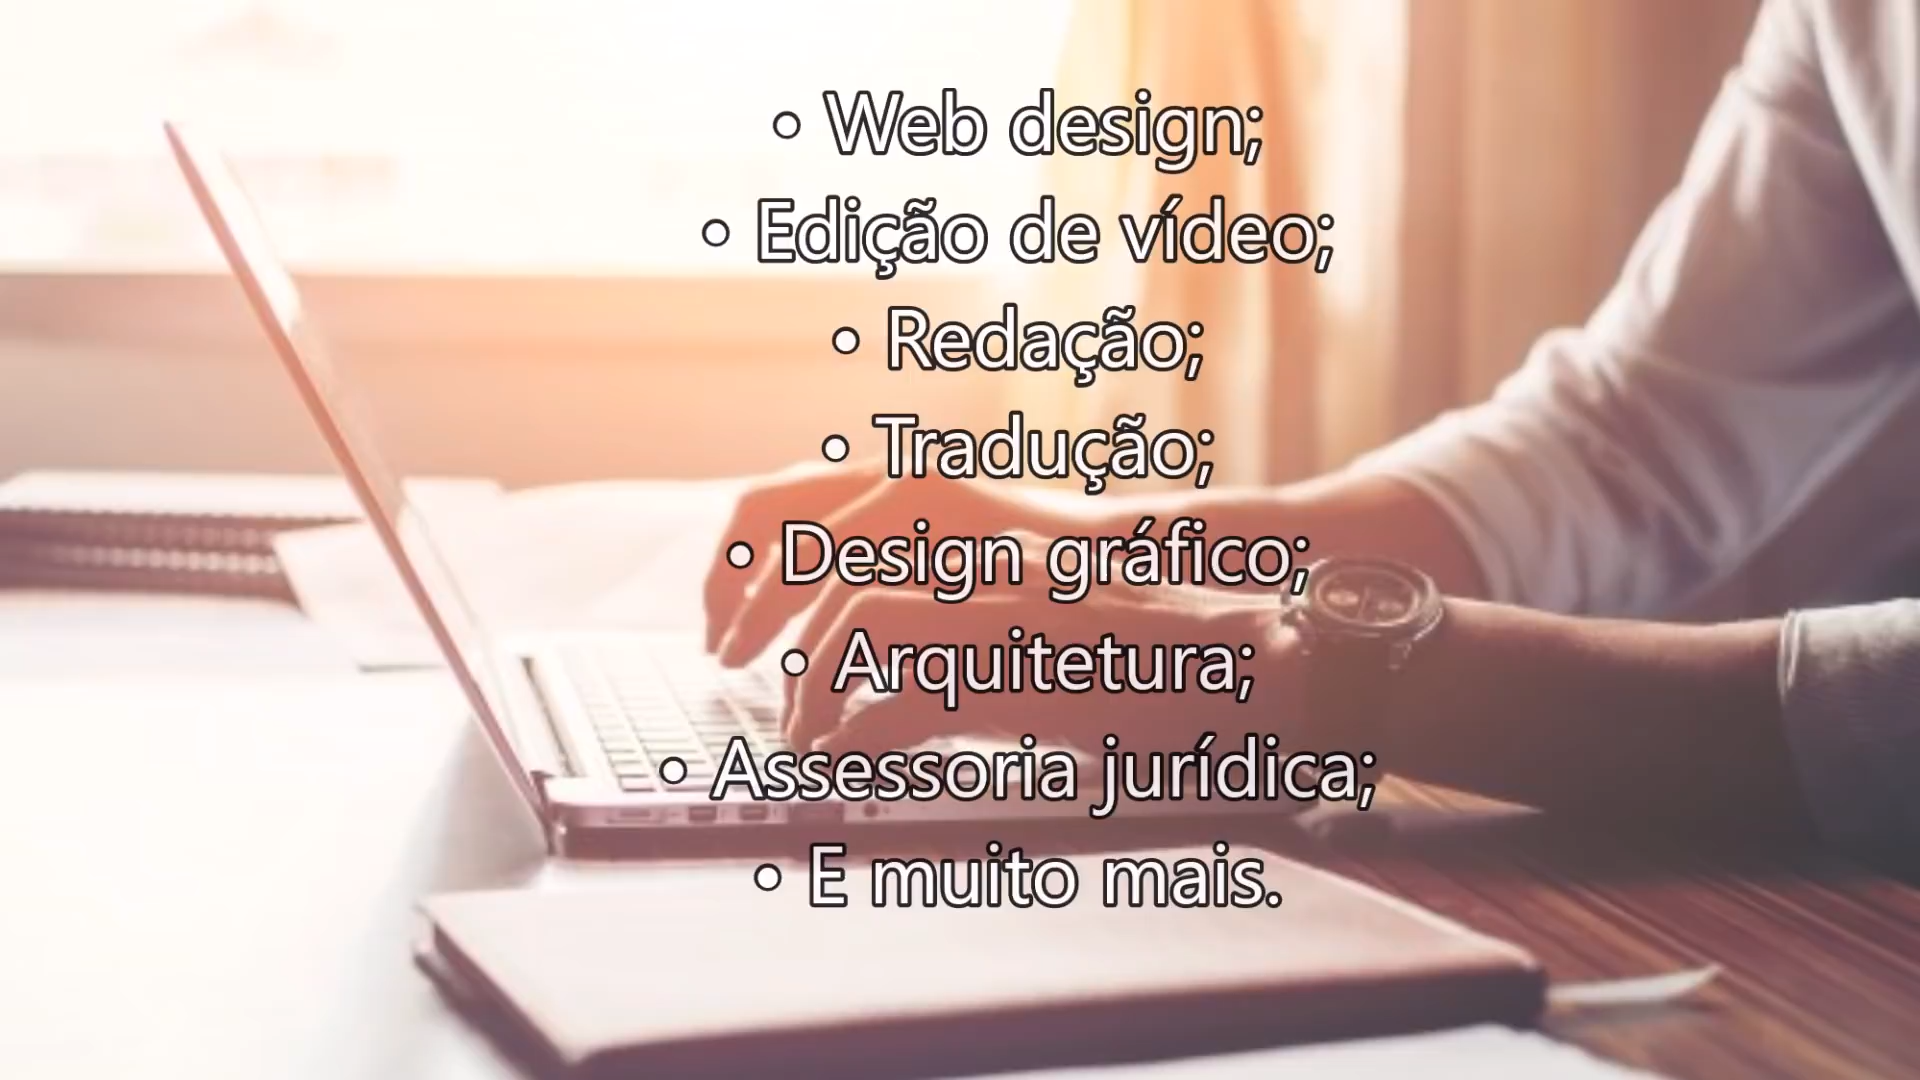 • Web design;
• Edição de vídeo;
• Redação;
• Tradução;
• Design gráfico;
• Arquitetura;
• Assessoria jurídica;
• E muito mais.